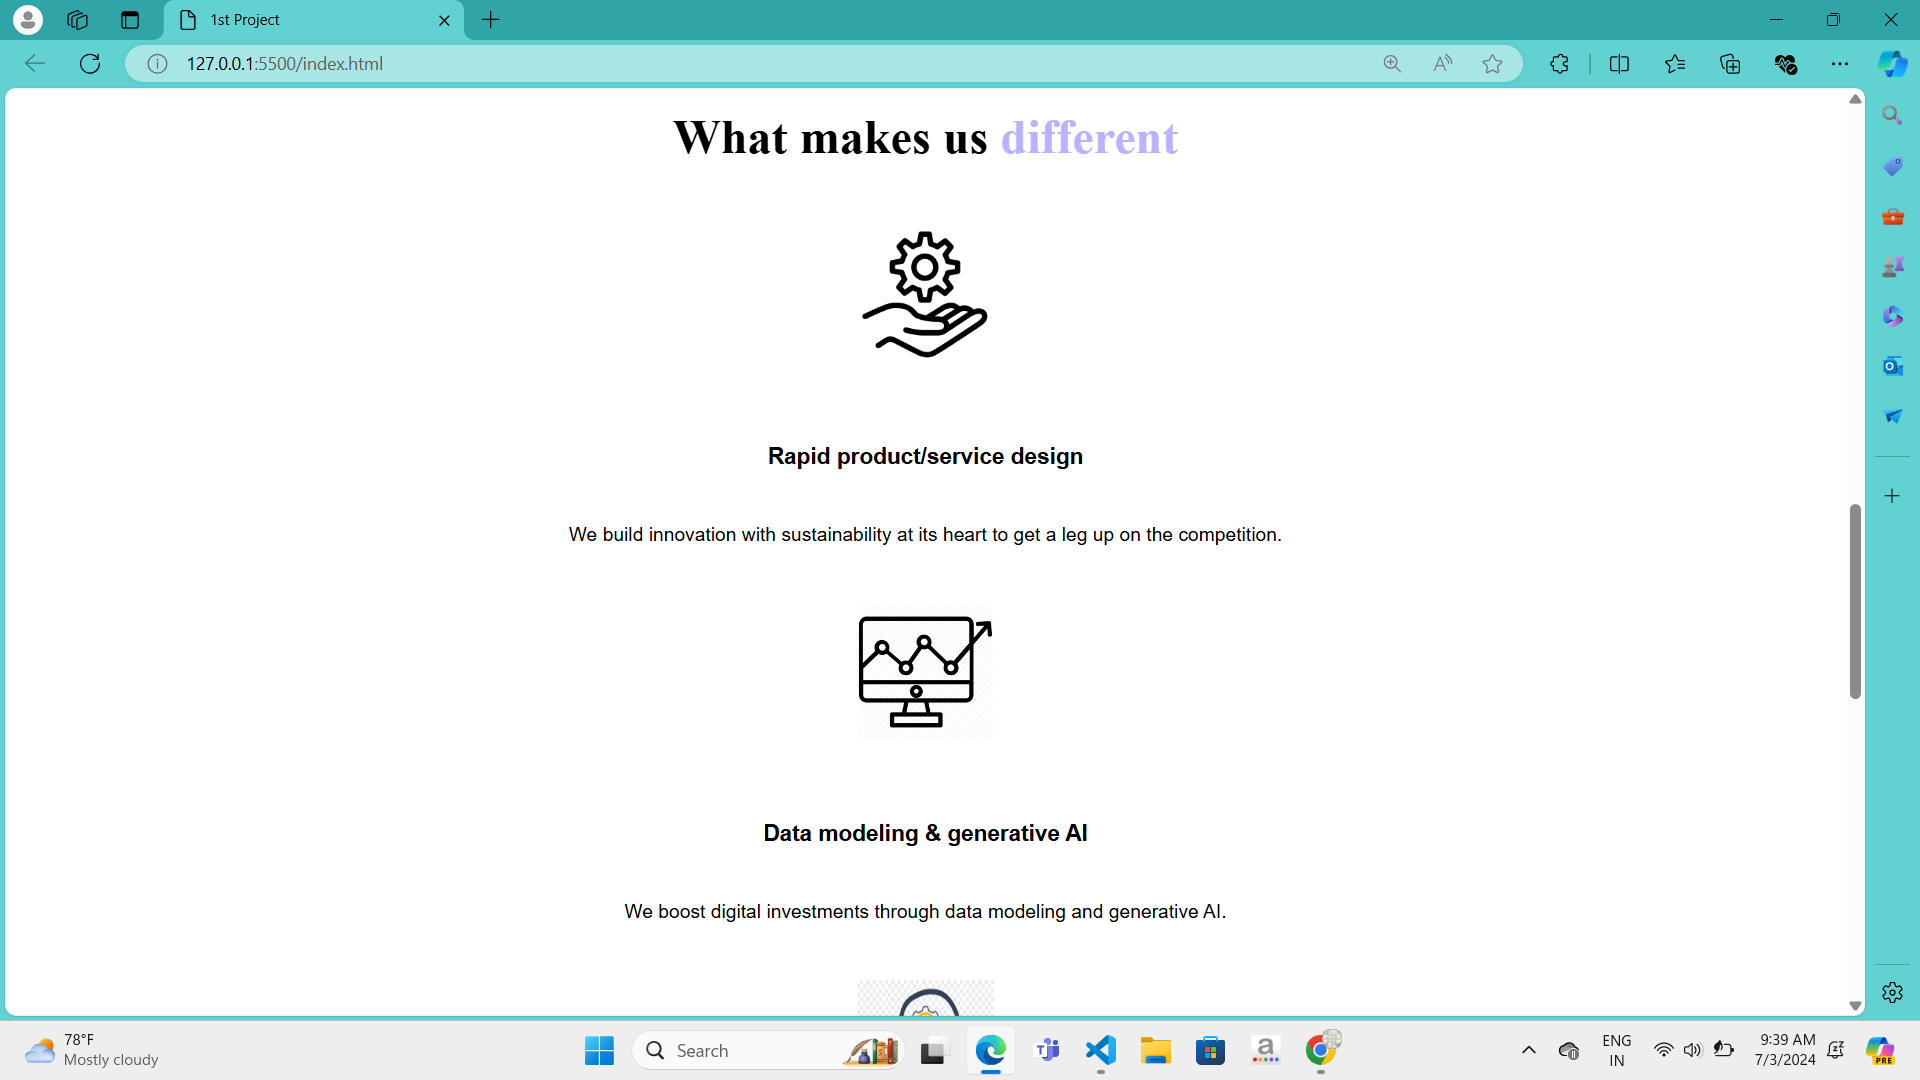 1st Project
127.0.0.1:5500/index.html
What makes us different
Rapid product/service design
We build innovation with sustainability at its heart to get a leg up on the competition.
Data modeling & generative AI
We boost digital investments through data modeling and generative AI.
78°F
Mostly cloudy
Search
ENG
IN
9:39 AM
7/3/2024
PRE